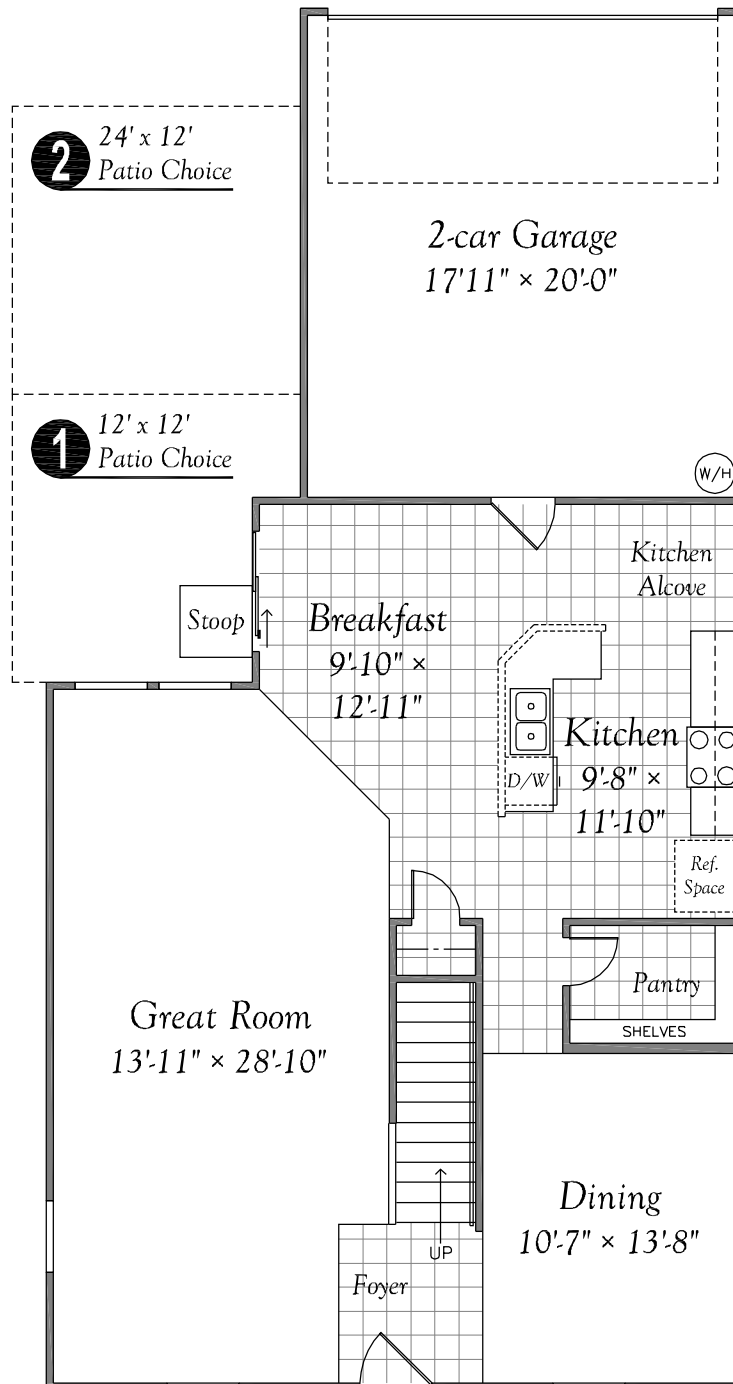 2
24' x 12'
Patio Choice
2-car Garage
17'11" × 20'-0"
1
12' x 12'
Patio Choice
W/H
Kitchen
Alcove
Stoop
Breakfast
9'-10" ×
12'-11"
Kitchen
9'-8" ×
11'-10"
D/W
Ref.
Space
Pantry
SHELVES
Great Room
13'-11" × 28'-10"
Dining
10'-7" × 13'-8"
UP
Foyer